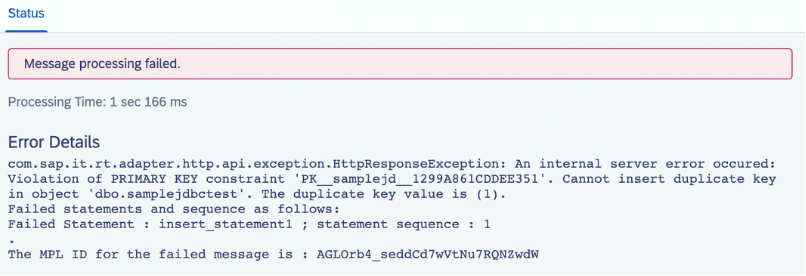 Status
Message processing failed.
Processing Time: 1 sec 166 ms
Error Details
com.sap.it.rt.adapter.http.api.exception.HttpResponseException: An internal server error occured:
Violation of PRIMARY KEY constraint 'PK__samplejd__1299A861CDDEE351'. Cannot insert duplicate key
in object 'dbo.samplejdbctest'. The duplicate key value is (1).
Failed statements and sequence as follows:
Failed Statement : insert_statement1 ; statement sequence : 1
.
The MPL ID for the failed message is : AGLOrb4_seddCd7wVtNu7RQNZwdW